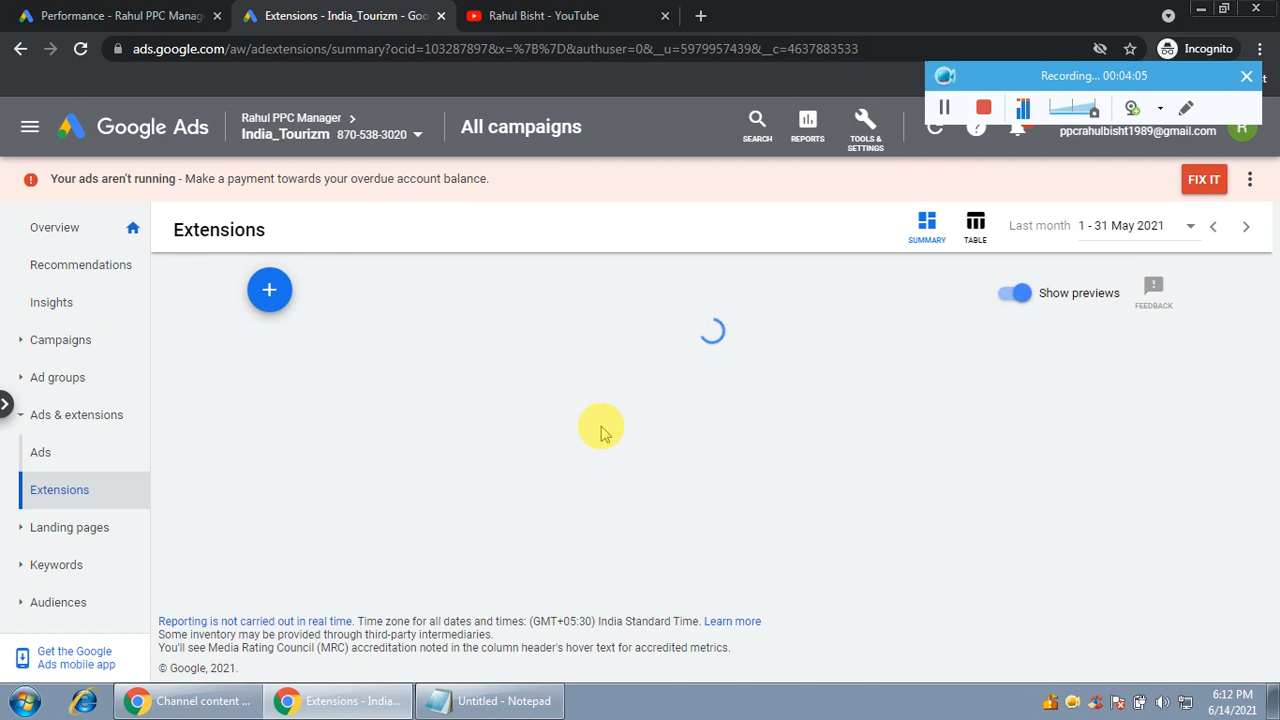 Performance - Rahul PPC Manag
Extensions - India_Tourizm - Goo
Rahul Bisht - YouTube
ads.google.com/aw/adextensions/summary?ocid=103287897&x=%7B%7D&authuser=0&__u=5979957439&__c=4637883533
Incognito
Recording... 00:04:05
Google Ads
Rahul PPC Manager
India_Tourizm 870-538-3020
All campaigns
SEARCH
REPORTS
TOOLS &
SETTINGS
ppcrahulbisht1989@gmail.com
R
Your ads aren't running - Make a payment towards your overdue account balance.
FIX IT
Overview
Recommendations
Insights
Campaigns
Ad groups
Ads & extensions
Ads
Extensions
Landing pages
Keywords
Audiences
Get the Google
Ads mobile app
Extensions
SUMMARY
TABLE
Last month 1 - 31 May 2021
Show previews
FEEDBACK
Reporting is not carried out in real time. Time zone for all dates and times: (GMT+05:30) India Standard Time. Learn more
Some inventory may be provided through third-party intermediaries.
You'll see Media Rating Council (MRC) accreditation noted in the column header's hover text for accredited metrics.
© Google, 2021.
Channel content ...
Extensions - India...
Untitled - Notepad
6:12 PM
6/14/2021